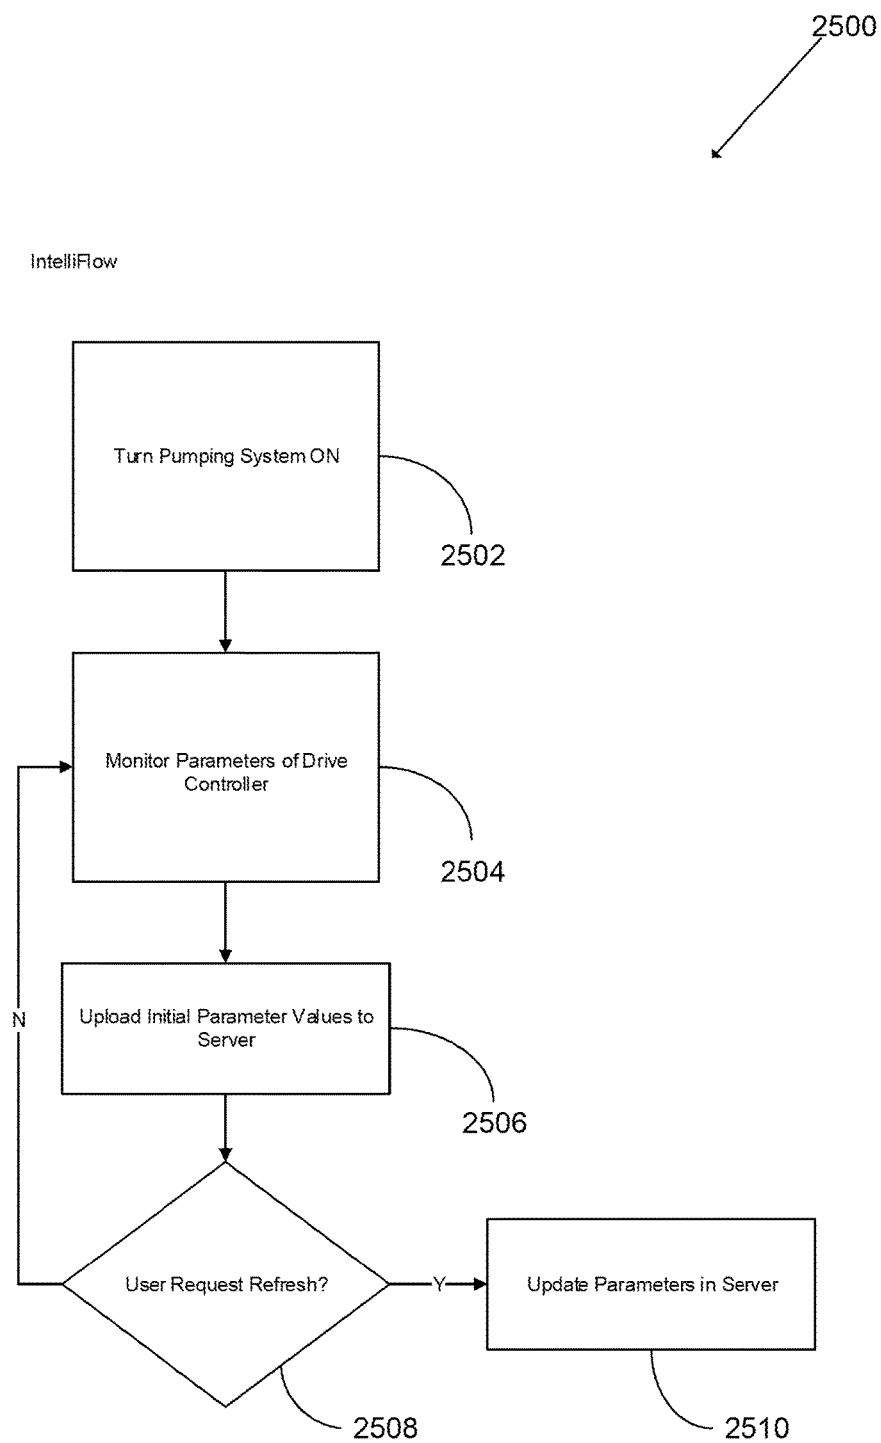 2500
IntelliFlow
Turn Pumping System ON
2502
Monitor Parameters of Drive
Controller
2504
N
Upload Initial Parameter Values to
Server
2506
User Request Refresh?
Y
Update Parameters in Server
2508
2510